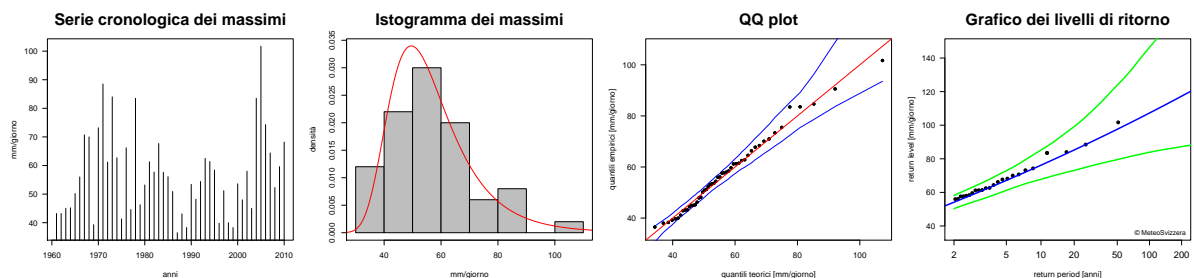 Serie cronologica dei massimi
mm/giorno
100
90
80
70
60
50
40
1960 1970 1980 1990 2000 2010
anni
Istogramma dei massimi
densità
0.035
0.030
0.025
0.020
0.015
0.010
0.005
0.000
40 60 80 100
mm/giorno
QQ plot
quantili empirici [mm/giorno]
100
80
60
40
40 50 60 70 80 90 100
quantili teorici [mm/giorno]
Grafico dei livelli di ritorno
return level [mm/giorno]
140
120
100
80
60
40
© MeteoSvizzera
2 5 10 20 50 100 200
return period [anni]